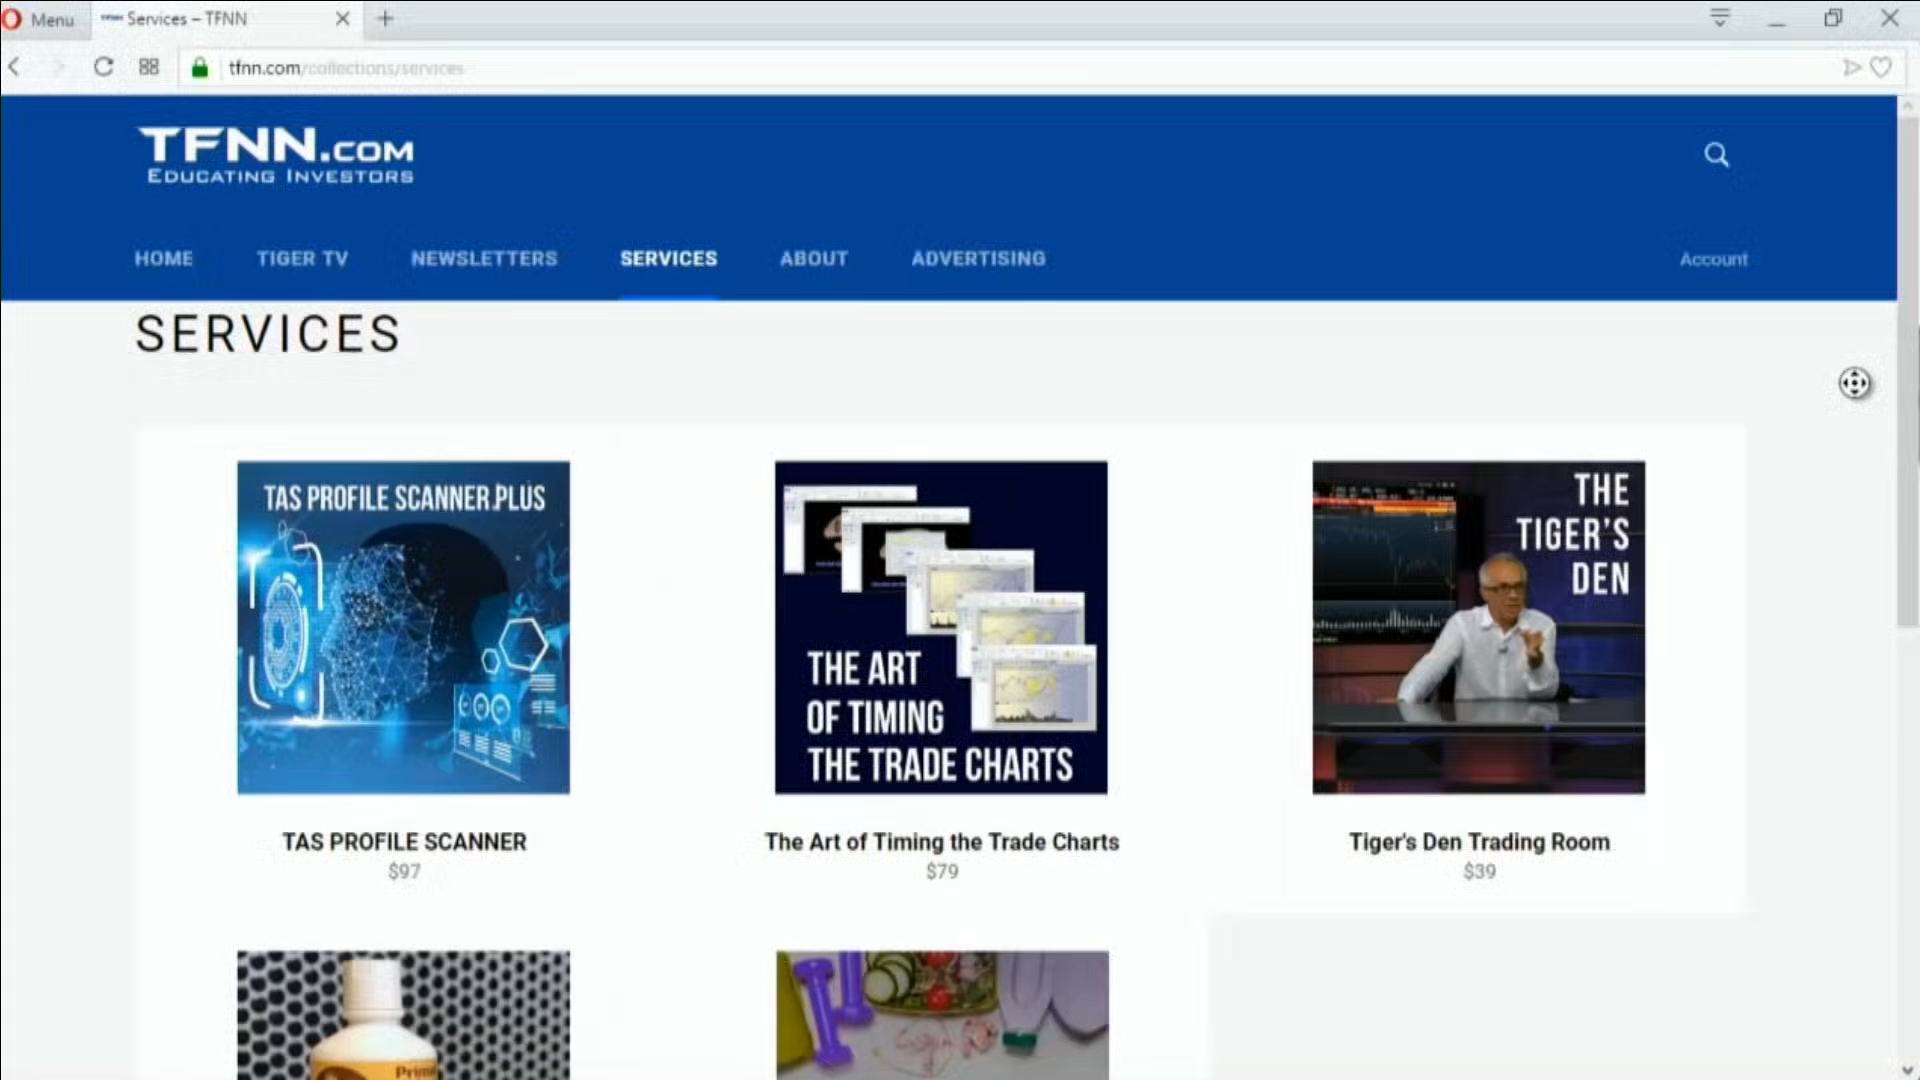 Menu
Services – TFNN
tfnn.com/collections/services
TFNN.COM
EDUCATING INVESTORS
HOME
TIGER TV
NEWSLETTERS
SERVICES
ABOUT
ADVERTISING
Account
SERVICES
TAS PROFILE SCANNER PLUS
THE ART
OF TIMING
THE TRADE CHARTS
THE
TIGER'S
DEN
TAS PROFILE SCANNER
$97
The Art of Timing the Trade Charts
$79
Tiger's Den Trading Room
$39